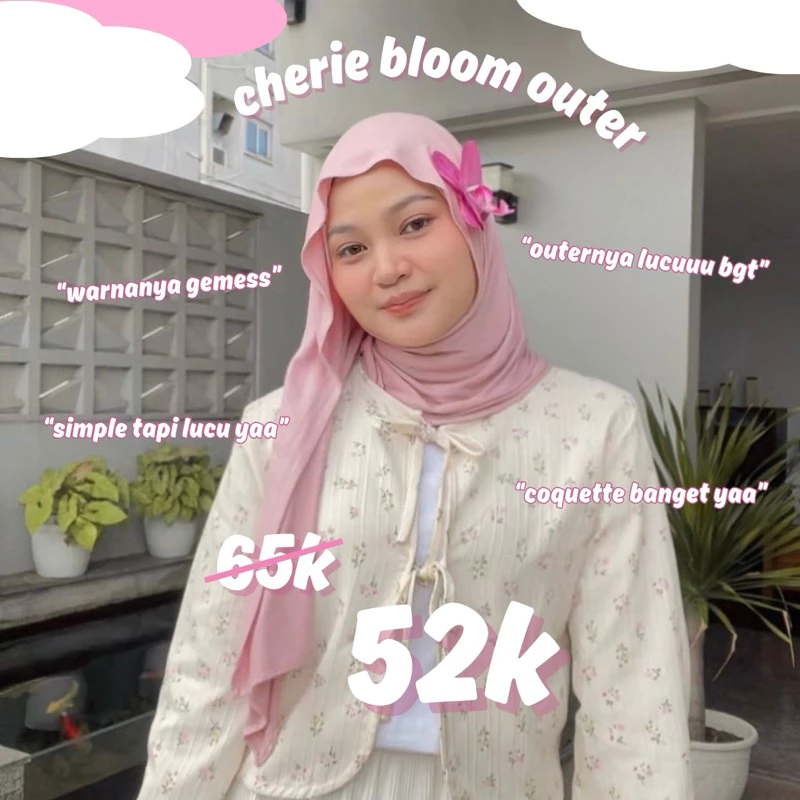 cherie bloom outer
“outernya lucuuu bgt”
“warnanya gemess”
“simple tapi lucu yaa”
“coquette banget yaa”
65k
52k